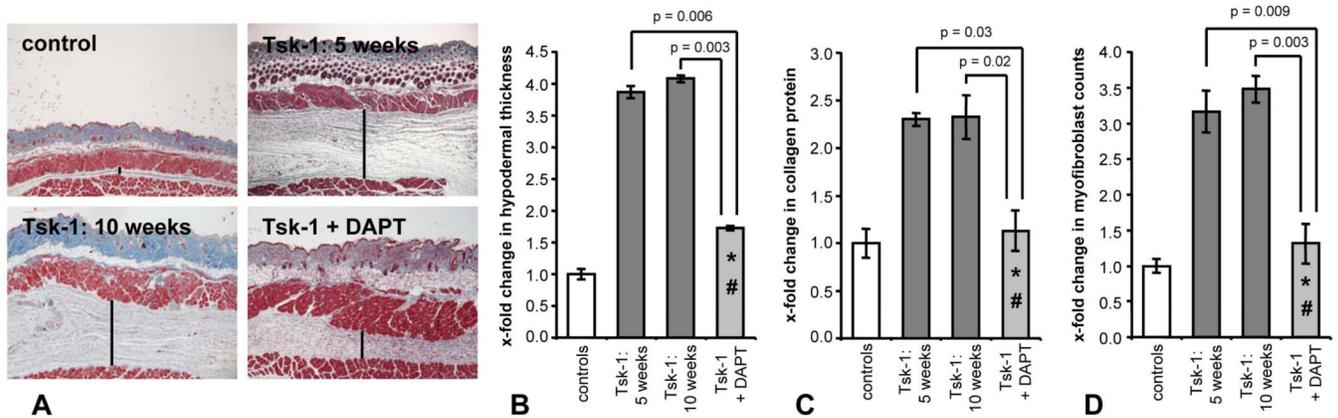 control
Tsk-1: 5 weeks
Tsk-1: 10 weeks
Tsk-1 + DAPT
A
p = 0.006
p = 0.003
x-fold change in hypodermal thickness
4.5
4.0
3.5
3.0
2.5
2.0
1.5
1.0
0.5
0.0
*
#
controls
Tsk-1:
5 weeks
Tsk-1:
10 weeks
Tsk-1
+ DAPT
B
p = 0.03
p = 0.02
x-fold change in collagen protein
3.0
2.5
2.0
1.5
1.0
0.5
0.0
*
#
controls
Tsk-1:
5 weeks
Tsk-1:
10 weeks
Tsk-1
+ DAPT
C
p = 0.009
p = 0.003
x-fold change in myofibroblast counts
4.0
3.5
3.0
2.5
2.0
1.5
1.0
0.5
0.0
*
#
controls
Tsk-1:
5 weeks
Tsk-1:
10 weeks
Tsk-1
+ DAPT
D